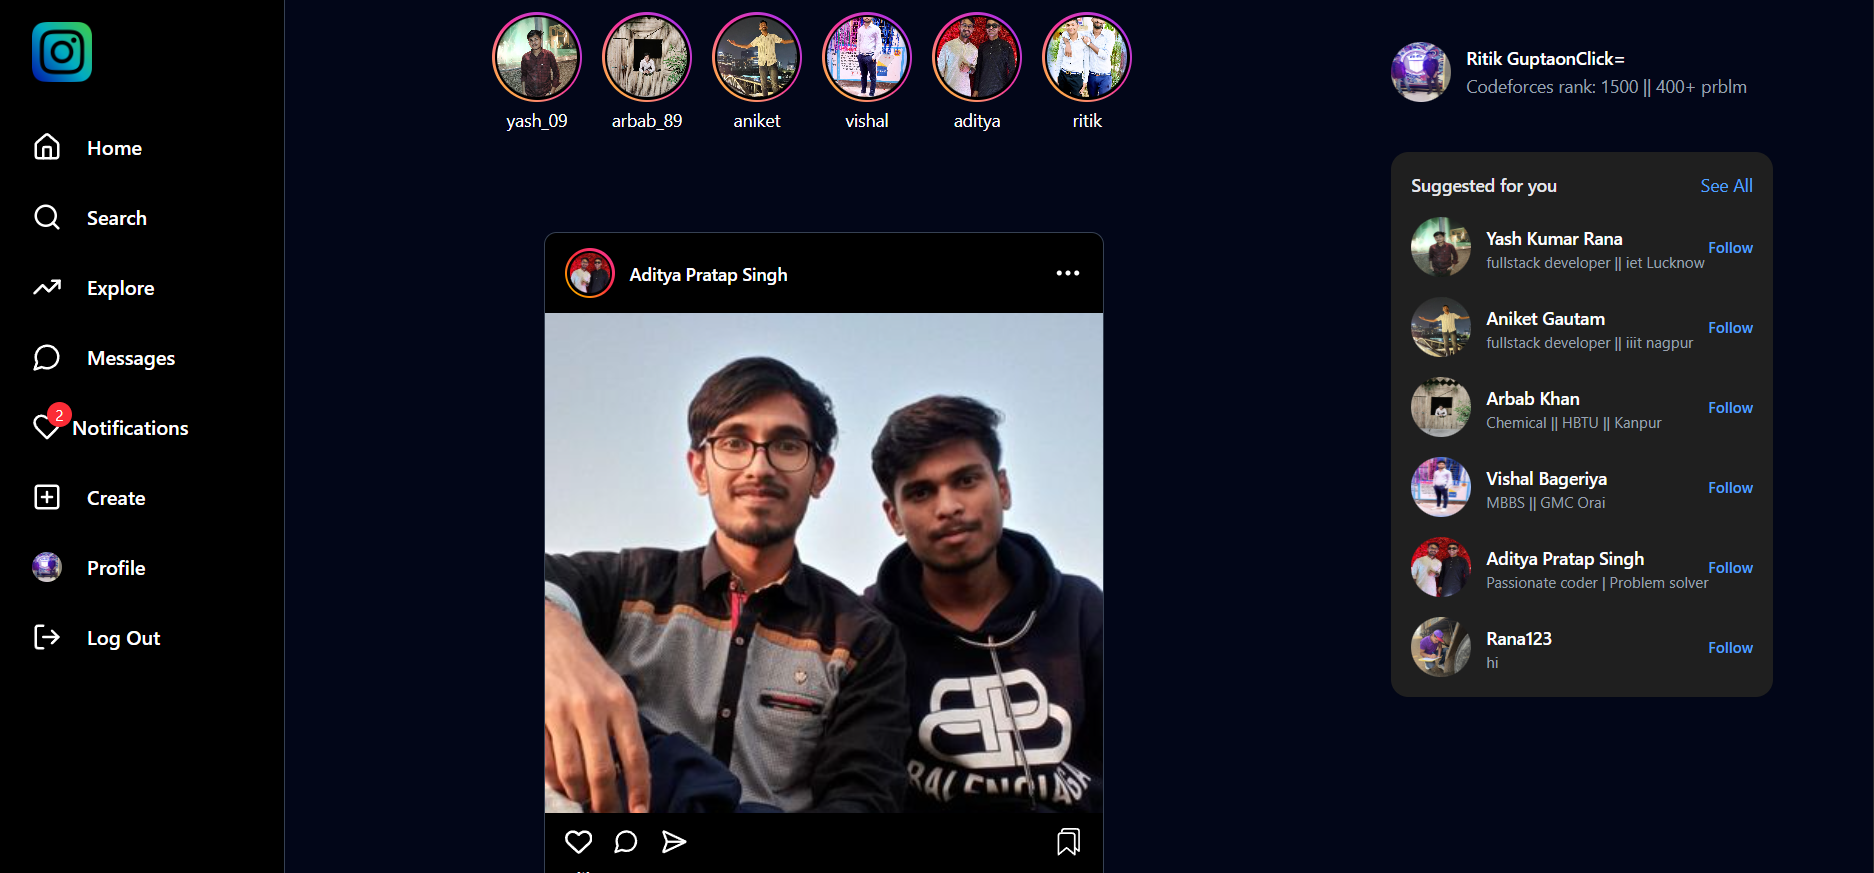 Home
Search
Explore
Messages
2
Notifications
Create
Profile
Log Out
yash_09
arbab_89
aniket
vishal
aditya
ritik
Aditya Pratap Singh
BALENCIAGA
Ritik GuptaonClick=
Codeforces rank: 1500 || 400+ prblm
Suggested for you
See All
Yash Kumar Rana
fullstack developer || iet Lucknow
Follow
Aniket Gautam
fullstack developer || iiit nagpur
Follow
Arbab Khan
Chemical || HBTU || Kanpur
Follow
Vishal Bageriya
MBBS || GMC Orai
Follow
Aditya Pratap Singh
Passionate coder | Problem solver
Follow
Rana123
hi
Follow